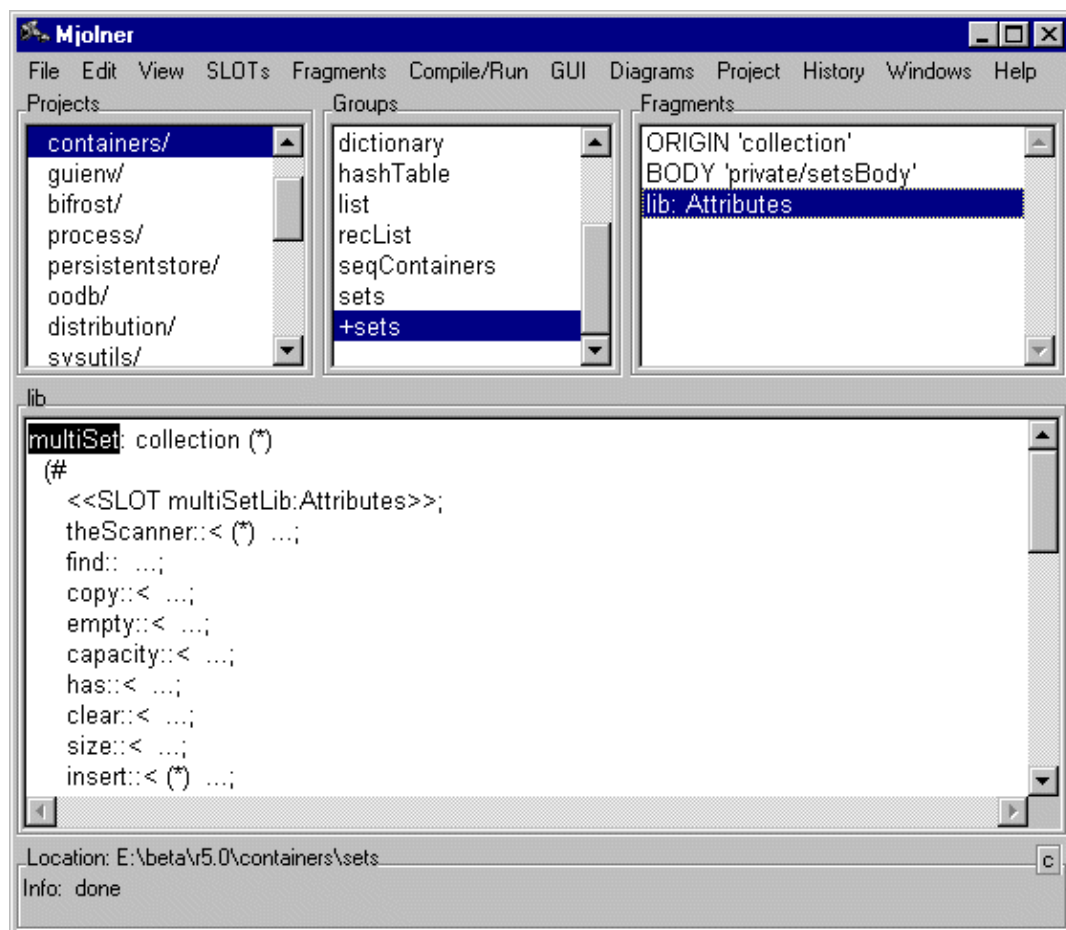 Mjolner
File Edit View SLOTs Fragments Compile/Run GUI Diagrams Project History Windows Help
Projects
containers/
guienv/
bifrost/
process/
persistentstore/
oodb/
distribution/
sysutils/
Groups
dictionary
hashTable
list
recList
seqContainers
sets
+sets
Fragments
ORIGIN 'collection'
BODY 'private/setsBody'
lib: Attributes
lib
multiSet: collection (*)
(#
<<SLOT multiSetLib:Attributes>>;
theScanner::< (*) ...;
find:: ...;
copy::< ...;
empty::< ...;
capacity::< ...;
has::< ...;
clear::< ...;
size::< ...;
insert::< (*) ...;
Location: E:\beta\r5.0\containers\sets
c
Info: done